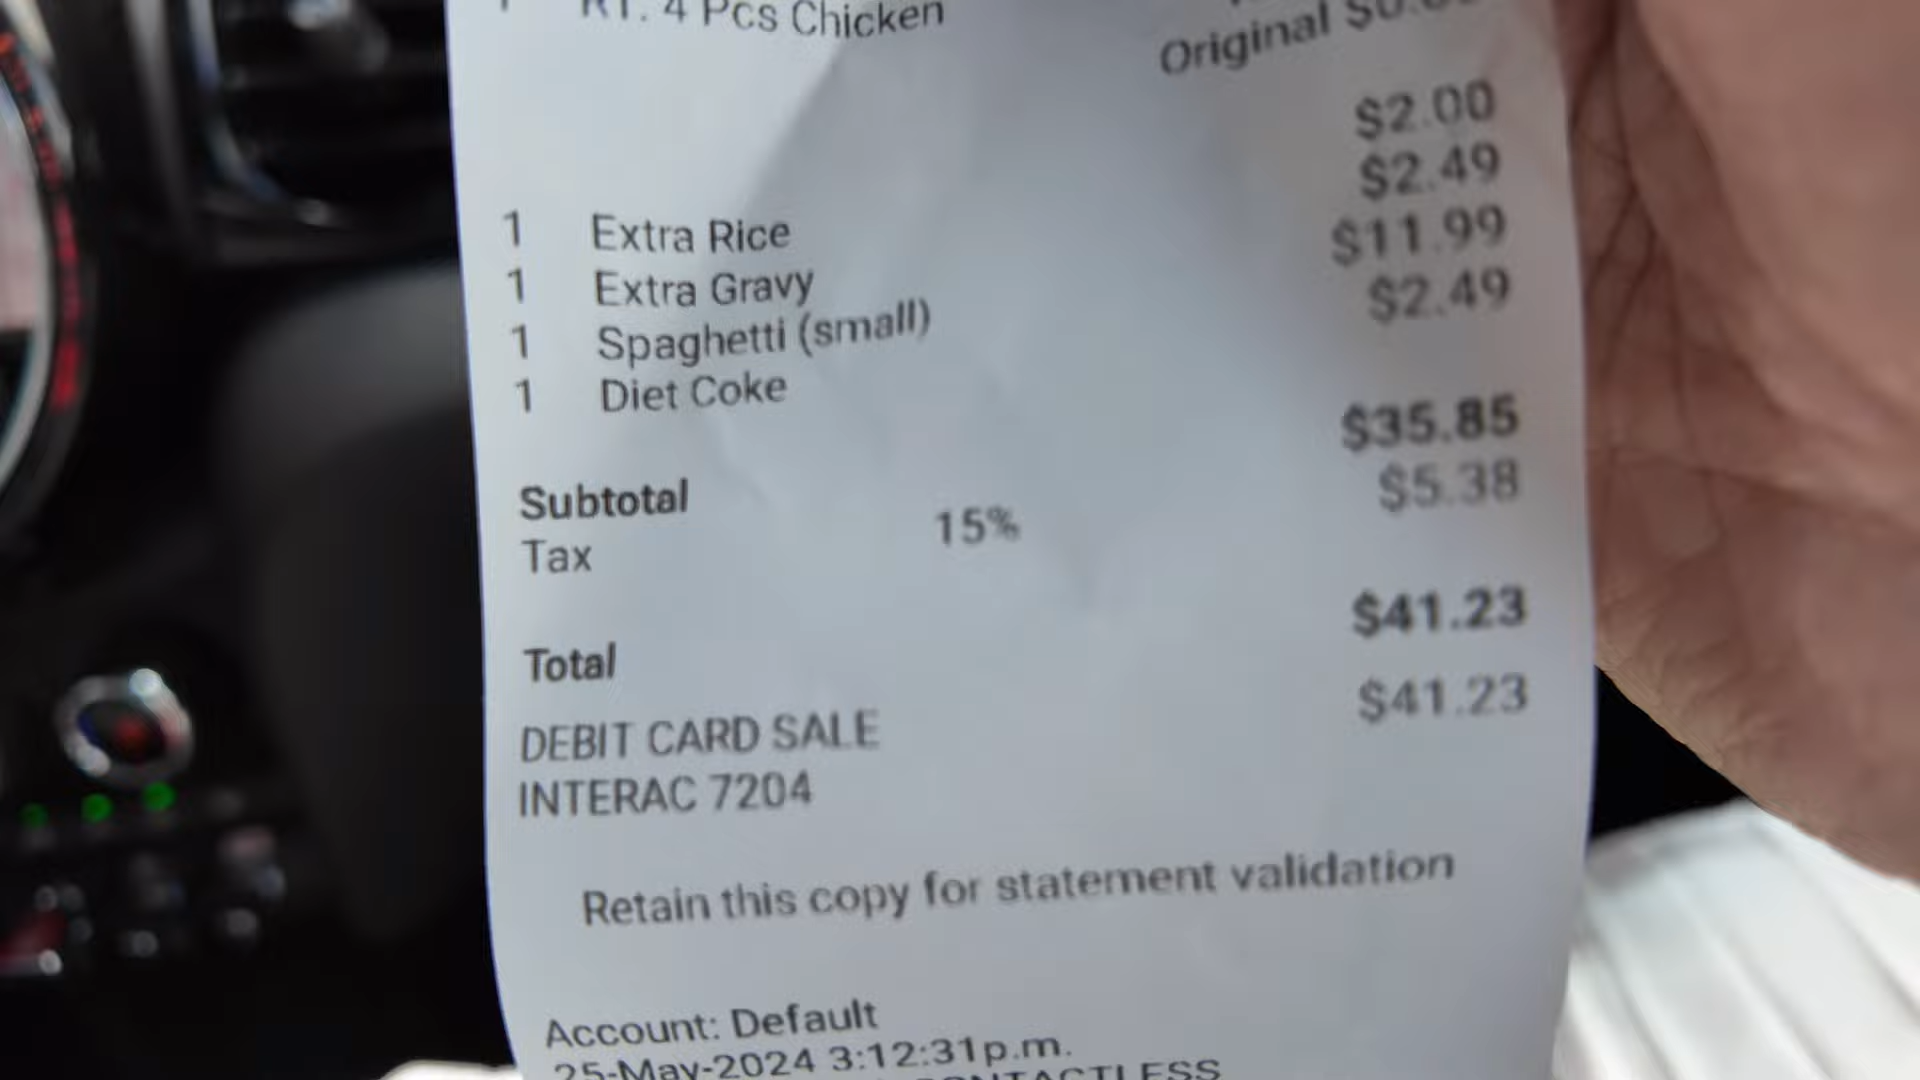 RT. 4 Pcs Chicken
Original
1 Extra Rice $2.00
1 Extra Gravy $2.49
1 Spaghetti (small) $11.99
1 Diet Coke $2.49
Subtotal $35.85
Tax 15% $5.38
Total $41.23
DEBIT CARD SALE $41.23
INTERAC 7204
Retain this copy for statement validation
Account: Default
25-May-2024 3:12:31p.m.